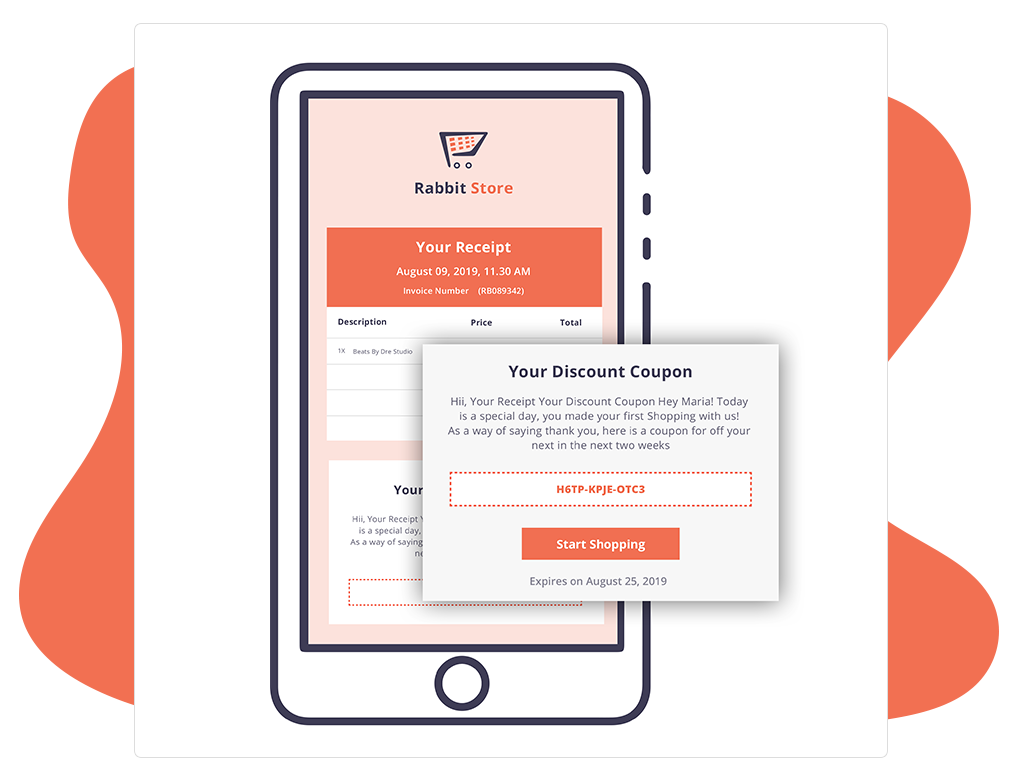 Rabbit Store
Your Receipt
August 09, 2019, 11.30 AM
Invoice Number (RB089342)
Description Price Total
1X Beats By Dre Studio
Your Discount Coupon
Hii, Your Receipt Your Discount Coupon Hey Maria! Today
is a special day, you made your first Shopping with us!
As a way of saying thank you, here is a coupon for off your
next in the next two weeks
H6TP-KPJE-OTC3
Start Shopping
Expires on August 25, 2019
Your
Hii, Your Receipt
is a special day,
As a way of saying